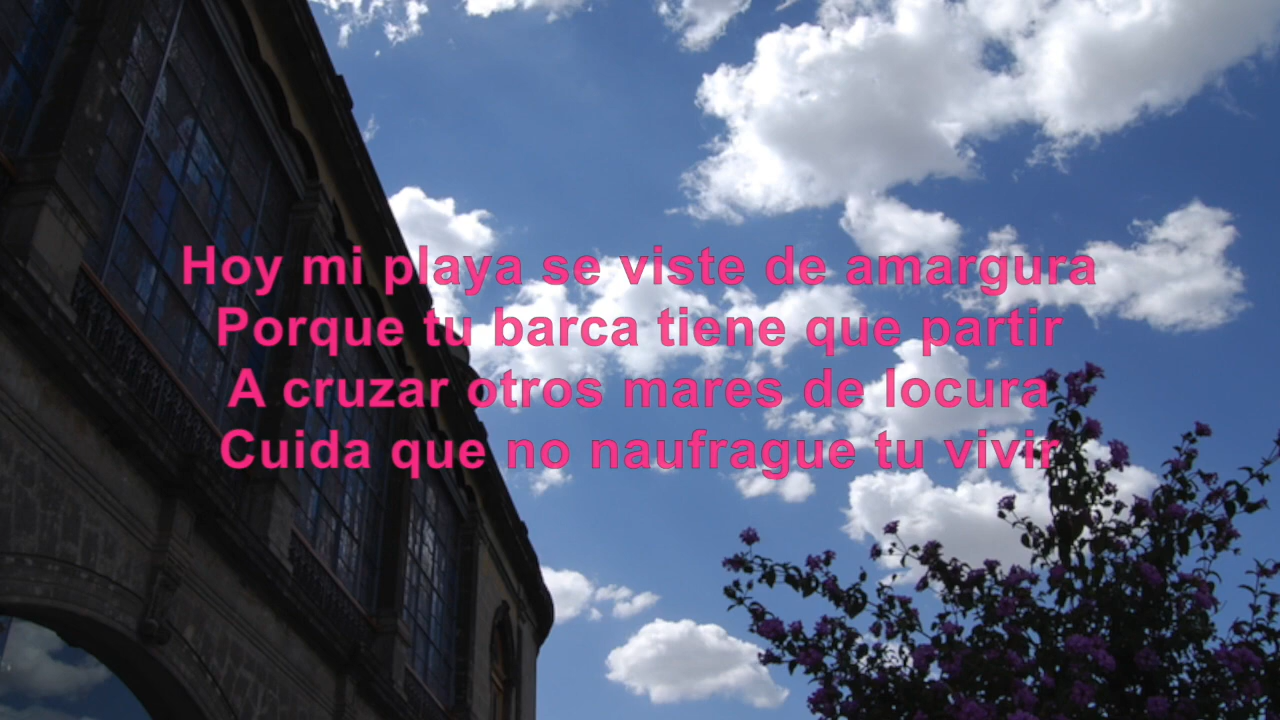 Hoy mi playa se viste de amargura
Porque tu barca tiene que partir
A cruzar otros mares de locura
Cuida que no naufrague tu vivir